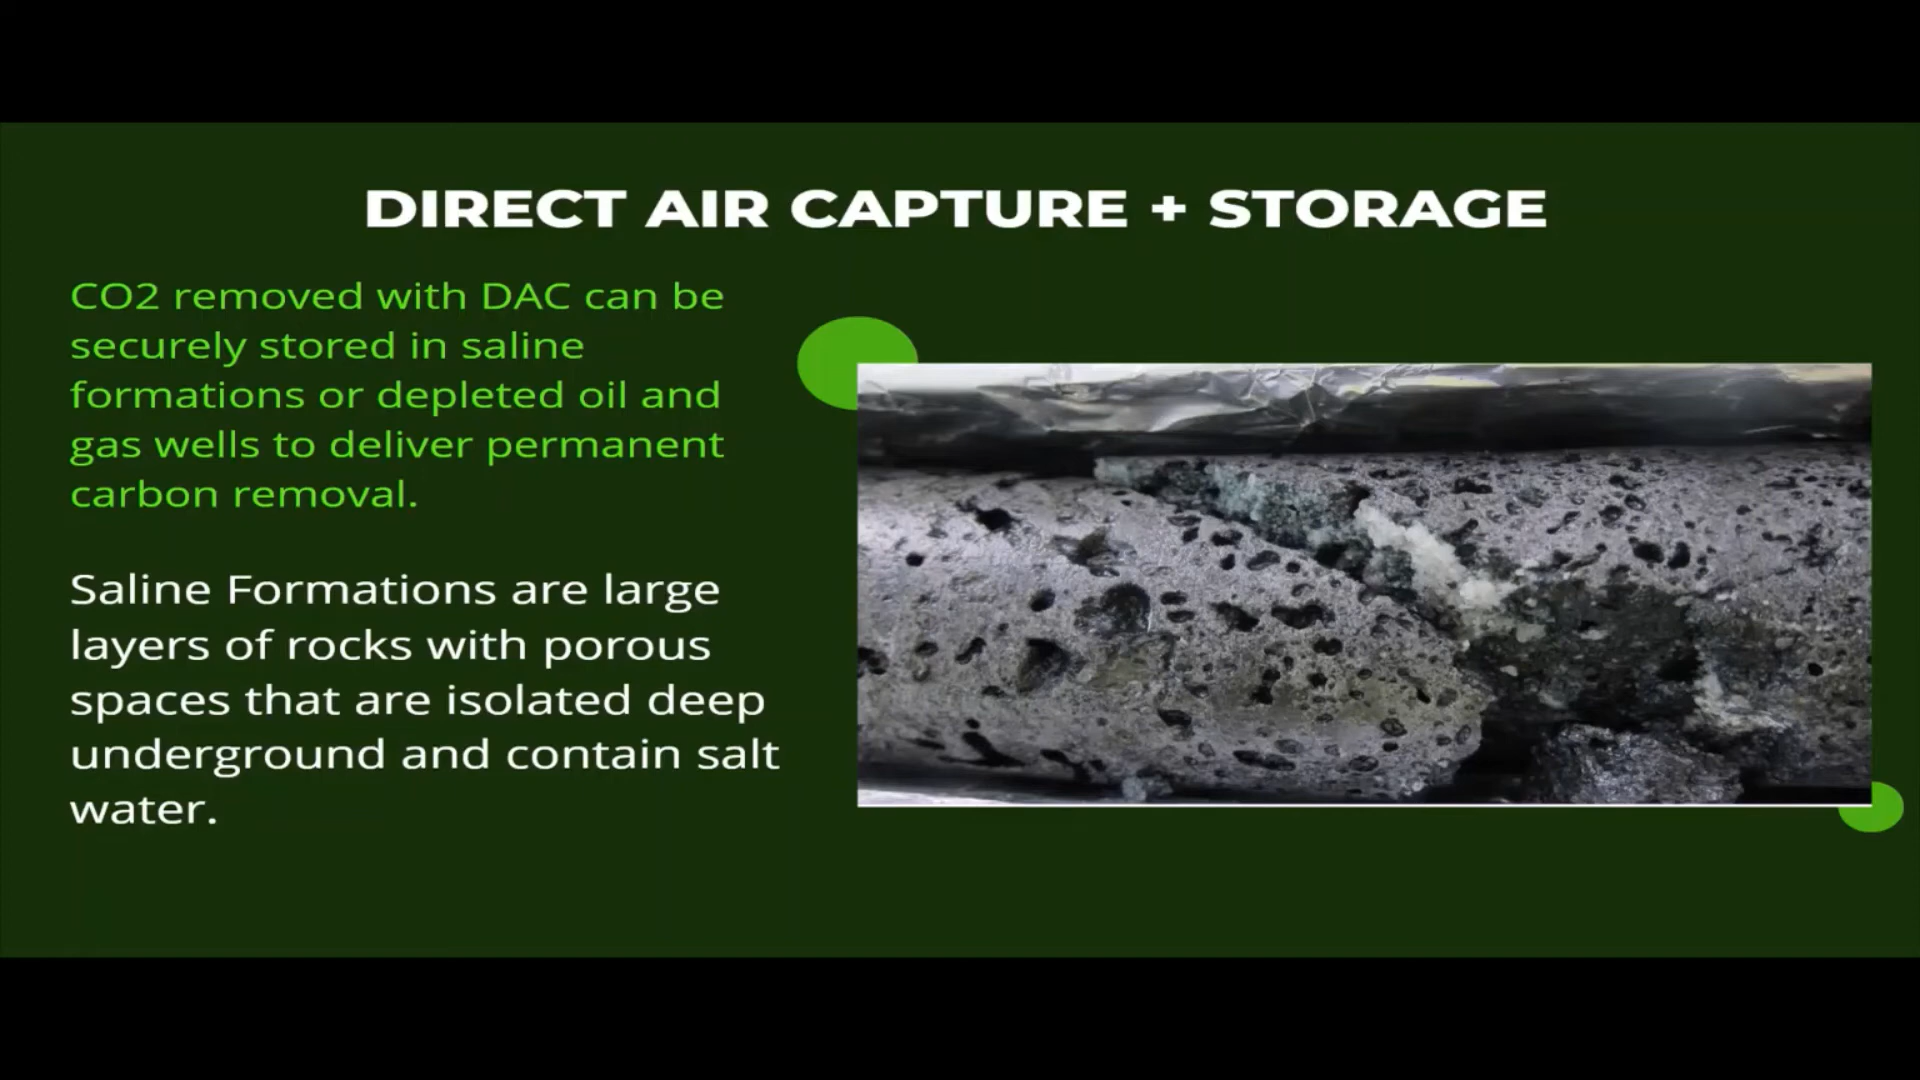 DIRECT AIR CAPTURE + STORAGE
CO2 removed with DAC can be
securely stored in saline
formations or depleted oil and
gas wells to deliver permanent
carbon removal.
Saline Formations are large
layers of rocks with porous
spaces that are isolated deep
underground and contain salt
water.